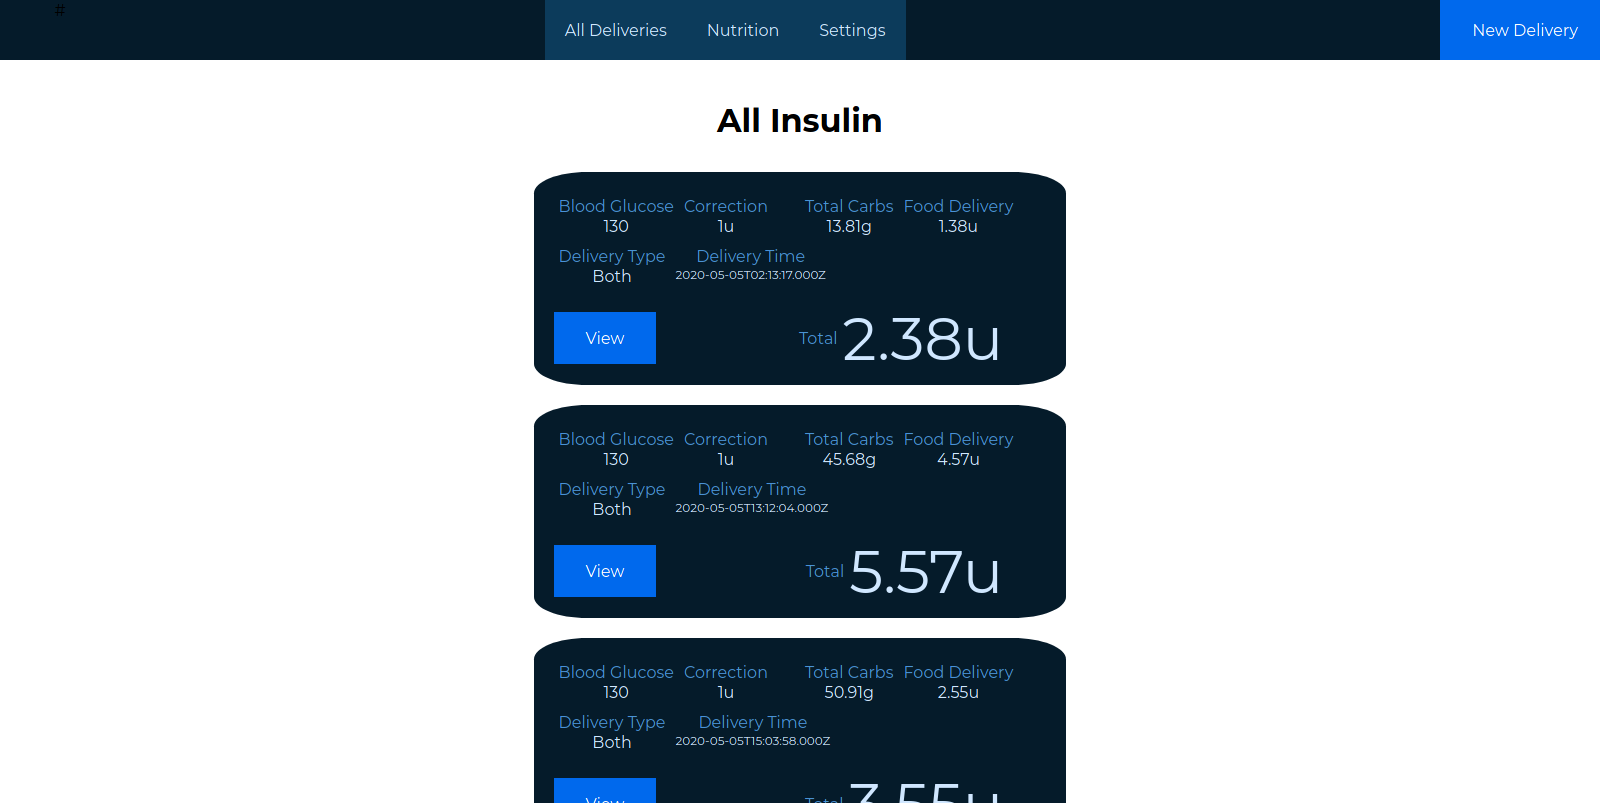 #
All Deliveries Nutrition Settings New Delivery
All Insulin
Blood Glucose Correction Total Carbs Food Delivery
130 1u 13.81g 1.38u
Delivery Type Delivery Time
Both 2020-05-05T02:13:17.000Z
View Total 2.38u
Blood Glucose Correction Total Carbs Food Delivery
130 1u 45.68g 4.57u
Delivery Type Delivery Time
Both 2020-05-05T13:12:04.000Z
View Total 5.57u
Blood Glucose Correction Total Carbs Food Delivery
130 1u 50.91g 2.55u
Delivery Type Delivery Time
Both 2020-05-05T15:03:58.000Z
View Total 3.55u